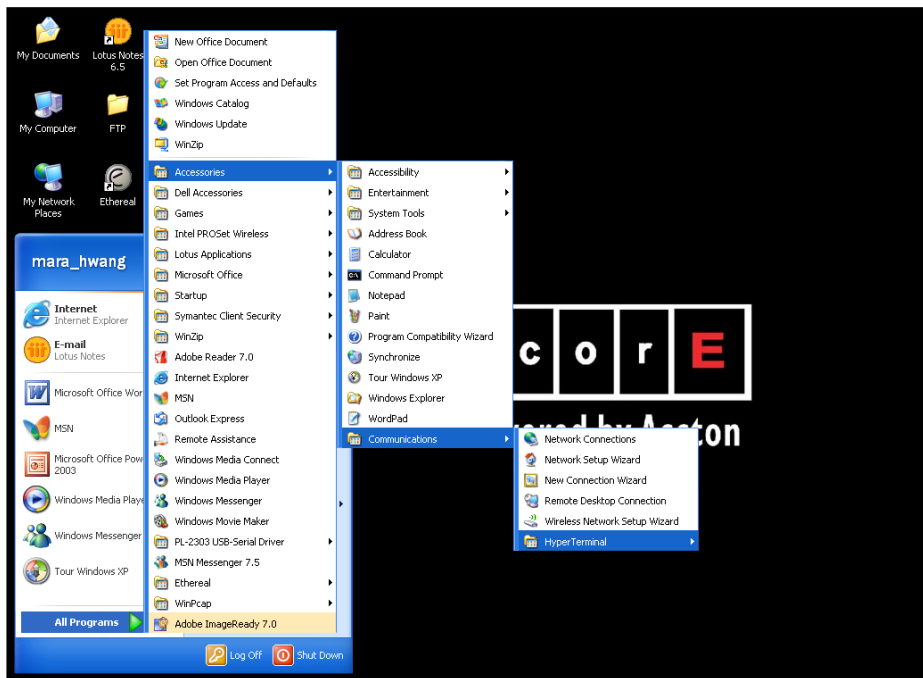 My Documents
Lotus Notes
6.5
My Computer
FTP
My Network
Places
Ethereal
mara_hwang
Internet
Internet Explorer
E-mail
Lotus Notes
Microsoft Office Wor
MSN
Microsoft Office Pow
2003
Windows Media Playe
Windows Messenger
Tour Windows XP
All Programs
Log Off
Shut Down
New Office Document
Open Office Document
Set Program Access and Defaults
Windows Catalog
Windows Update
WinZip
Accessories
Dell Accessories
Games
Intel PROSet Wireless
Lotus Applications
Microsoft Office
Startup
Symantec Client Security
WinZip
Adobe Reader 7.0
Internet Explorer
MSN
Outlook Express
Remote Assistance
Windows Media Connect
Windows Media Player
Windows Messenger
Windows Movie Maker
PL-2303 USB-Serial Driver
MSN Messenger 7.5
Ethereal
WinPcap
Adobe ImageReady 7.0
Accessibility
Entertainment
System Tools
Address Book
Calculator
Command Prompt
Notepad
Paint
Program Compatibility Wizard
Synchronize
Tour Windows XP
Windows Explorer
WordPad
Communications
Network Connections
Network Setup Wizard
New Connection Wizard
Remote Desktop Connection
Wireless Network Setup Wizard
HyperTerminal
c o r E
wered by Accton